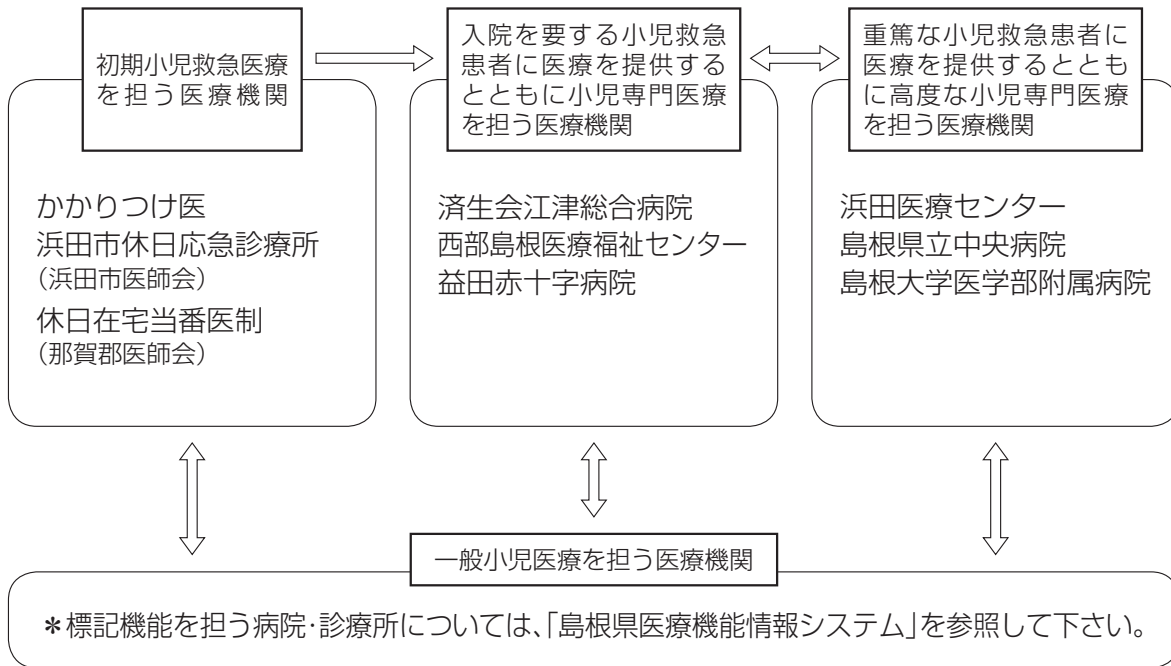 初期小児救急医療
を担う医療機関
かかりつけ医
浜田市休日応急診療所
（浜田市医師会）
休日在宅当番医制
（那賀郡医師会）
入院を要する小児救急
患者に医療を提供する
とともに小児専門医療
を担う医療機関
済生会江津総合病院
西部島根医療福祉センター
益田赤十字病院
重篤な小児救急患者に
医療を提供するととも
に高度な小児専門医療
を担う医療機関
浜田医療センター
島根県立中央病院
島根大学医学部附属病院
一般小児医療を担う医療機関
＊標記機能を担う病院・診療所については、「島根県医療機能情報システム」を参照して下さい。